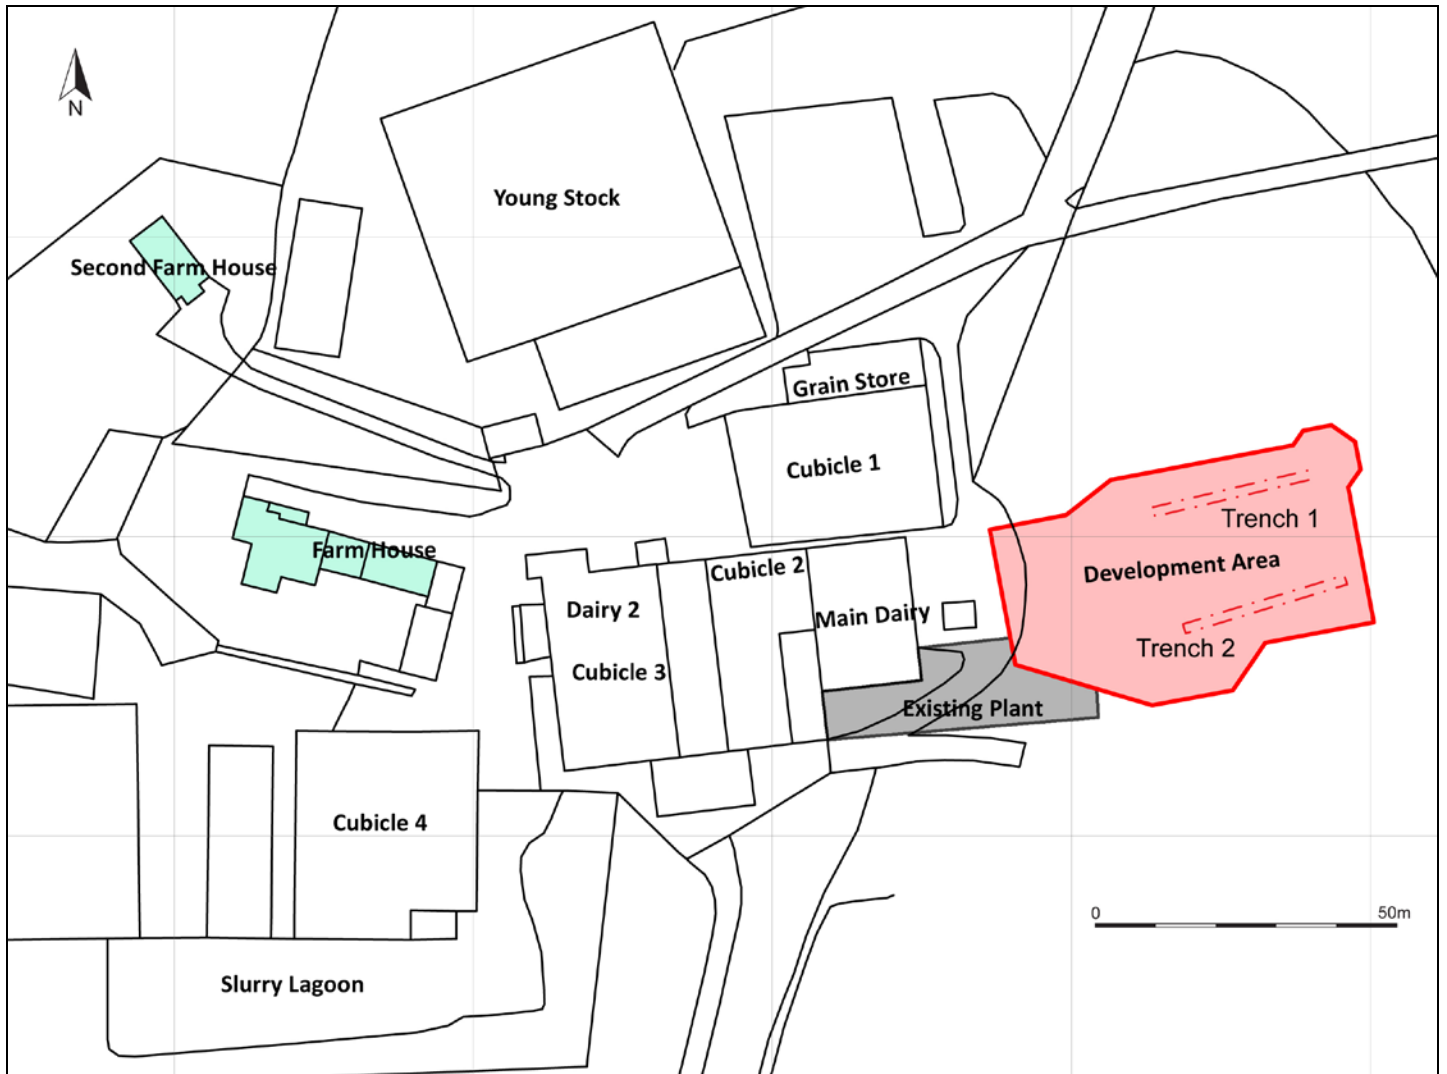 N
Young Stock
Second Farm House
Grain Store
Cubicle 1
Trench 1
Farm House
Development Area
Cubicle 2
Dairy 2
Main Dairy
Trench 2
Cubicle 3
Existing Plant
Cubicle 4
0 50m
Slurry Lagoon